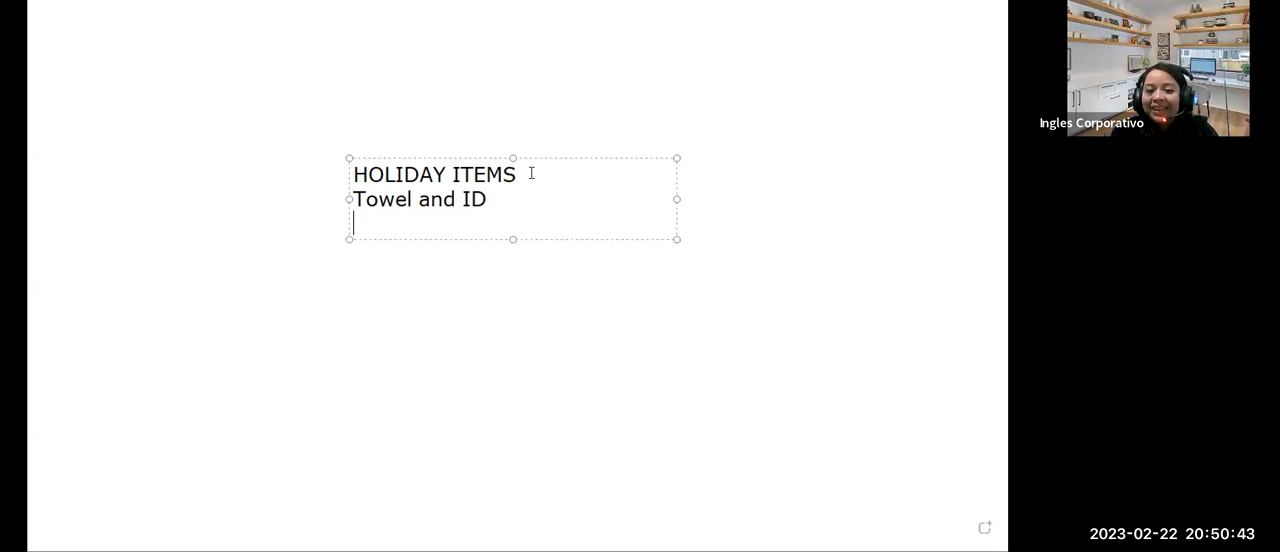 HOLIDAY ITEMS
Towel and ID
Ingles Corporativo
2023-02-22 20:50:43